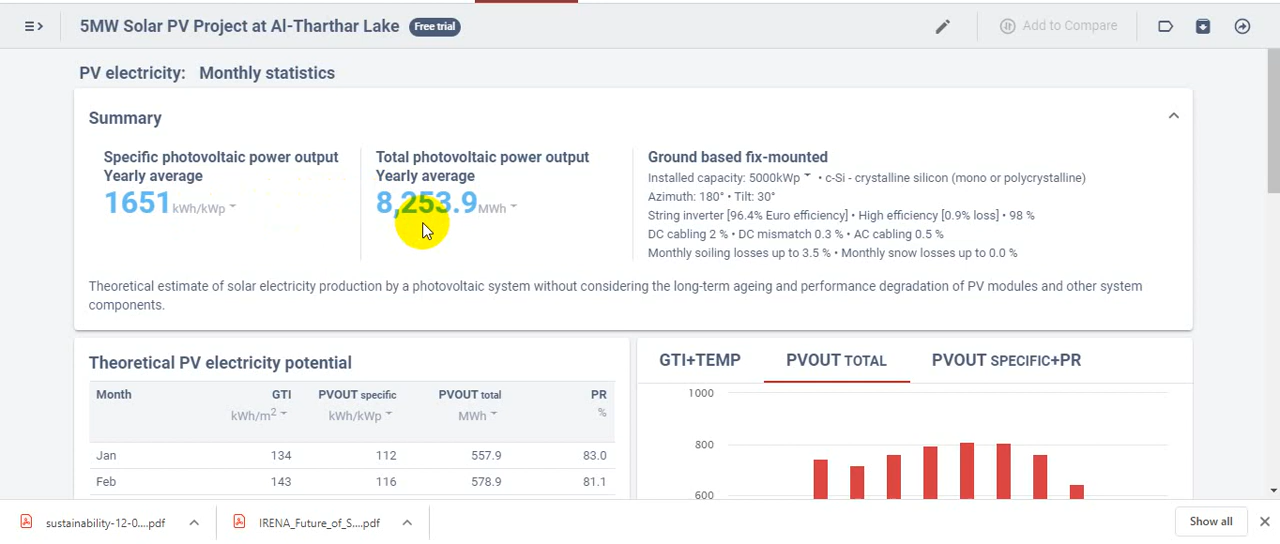 5MW Solar PV Project at Al-Tharthar Lake Free trial Add to Compare
PV electricity: Monthly statistics
Summary
Specific photovoltaic power output
Yearly average
1651 kWh/kWp
Total photovoltaic power output
Yearly average
8,253.9 MWh
Ground based fix-mounted
Installed capacity: 5000kWp • c-Si - crystalline silicon (mono or polycrystalline)
Azimuth: 180° • Tilt: 30°
String inverter [96.4% Euro efficiency] • High efficiency [0.9% loss] • 98 %
DC cabling 2 % • DC mismatch 0.3 % • AC cabling 0.5 %
Monthly soiling losses up to 3.5 % • Monthly snow losses up to 0.0 %
Theoretical estimate of solar electricity production by a photovoltaic system without considering the long-term ageing and performance degradation of PV modules and other system
components.
Theoretical PV electricity potential
Month GTI PVOUT specific PVOUT total PR
kWh/m² kWh/kWp MWh %
Jan 134 112 557.9 83.0
Feb 143 116 578.9 81.1
GTI+TEMP PVOUT TOTAL PVOUT SPECIFIC+PR
1000
800
600
sustainability-12-0....pdf IRENA_Future_of_S....pdf Show all